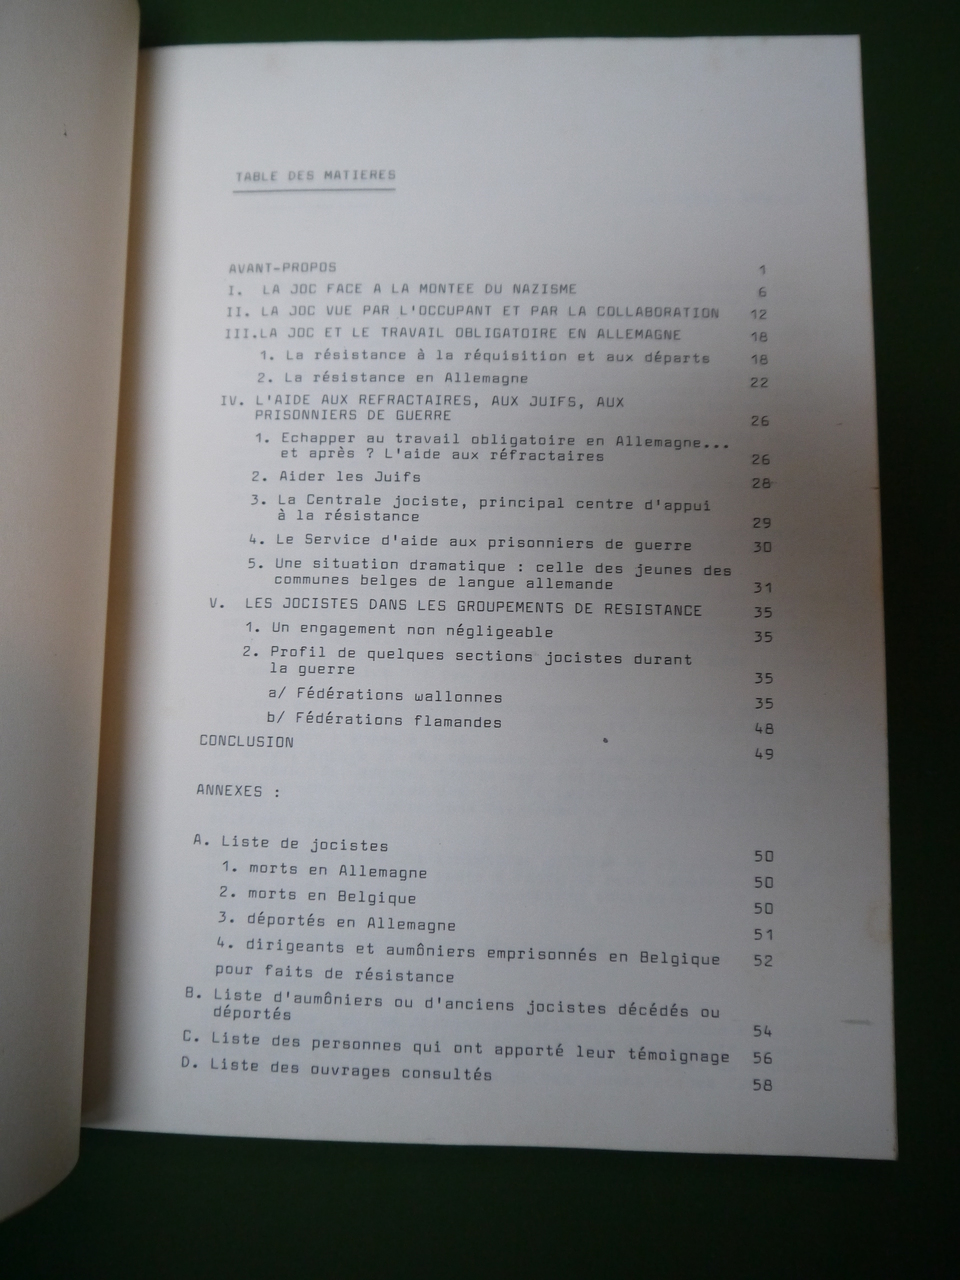 TABLE DES MATIERES
AVANT-PROPOS 1
I. LA JOC FACE A LA MONTEE DU NAZISME 6
II. LA JOC VUE PAR L'OCCUPANT ET PAR LA COLLABORATION 12
III.LA JOC ET LE TRAVAIL OBLIGATOIRE EN ALLEMAGNE 18
1. La résistance à la réquisition et aux départs 18
2. La résistance en Allemagne 22
IV. L'AIDE AUX REFRACTAIRES, AUX JUIFS, AUX
PRISONNIERS DE GUERRE 26
1. Echapper au travail obligatoire en Allemagne...
et après ? L'aide aux réfractaires 26
2. Aider les Juifs 28
3. La Centrale jociste, principal centre d'appui
à la résistance 29
4. Le Service d'aide aux prisonniers de guerre 30
5. Une situation dramatique : celle des jeunes des
communes belges de langue allemande 31
V. LES JOCISTES DANS LES GROUPEMENTS DE RESISTANCE 35
1. Un engagement non négligeable 35
2. Profil de quelques sections jocistes durant
la guerre 35
a/ Fédérations wallonnes 35
b/ Fédérations flamandes 48
CONCLUSION 49
ANNEXES :
A. Liste de jocistes 50
1. morts en Allemagne 50
2. morts en Belgique 50
3. déportés en Allemagne 51
4. dirigeants et aumôniers emprisonnés en Belgique 52
pour faits de résistance
B. Liste d'aumôniers ou d'anciens jocistes décédés ou
déportés 54
C. Liste des personnes qui ont apporté leur témoignage 56
D. Liste des ouvrages consultés 58